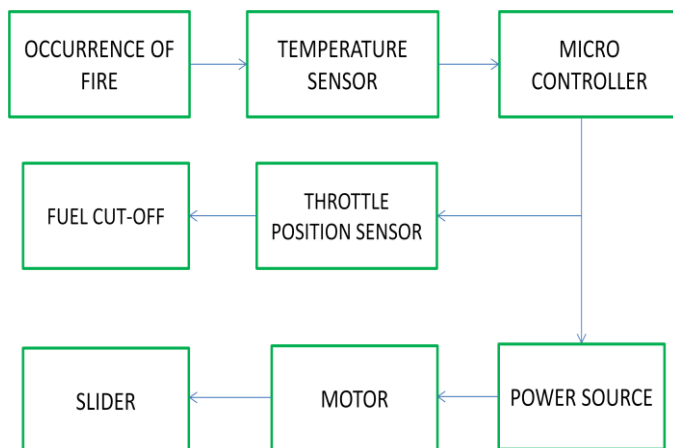 OCCURRENCE OF
FIRE
TEMPERATURE
SENSOR
MICRO
CONTROLLER
FUEL CUT-OFF
THROTTLE
POSITION SENSOR
SLIDER
MOTOR
POWER SOURCE